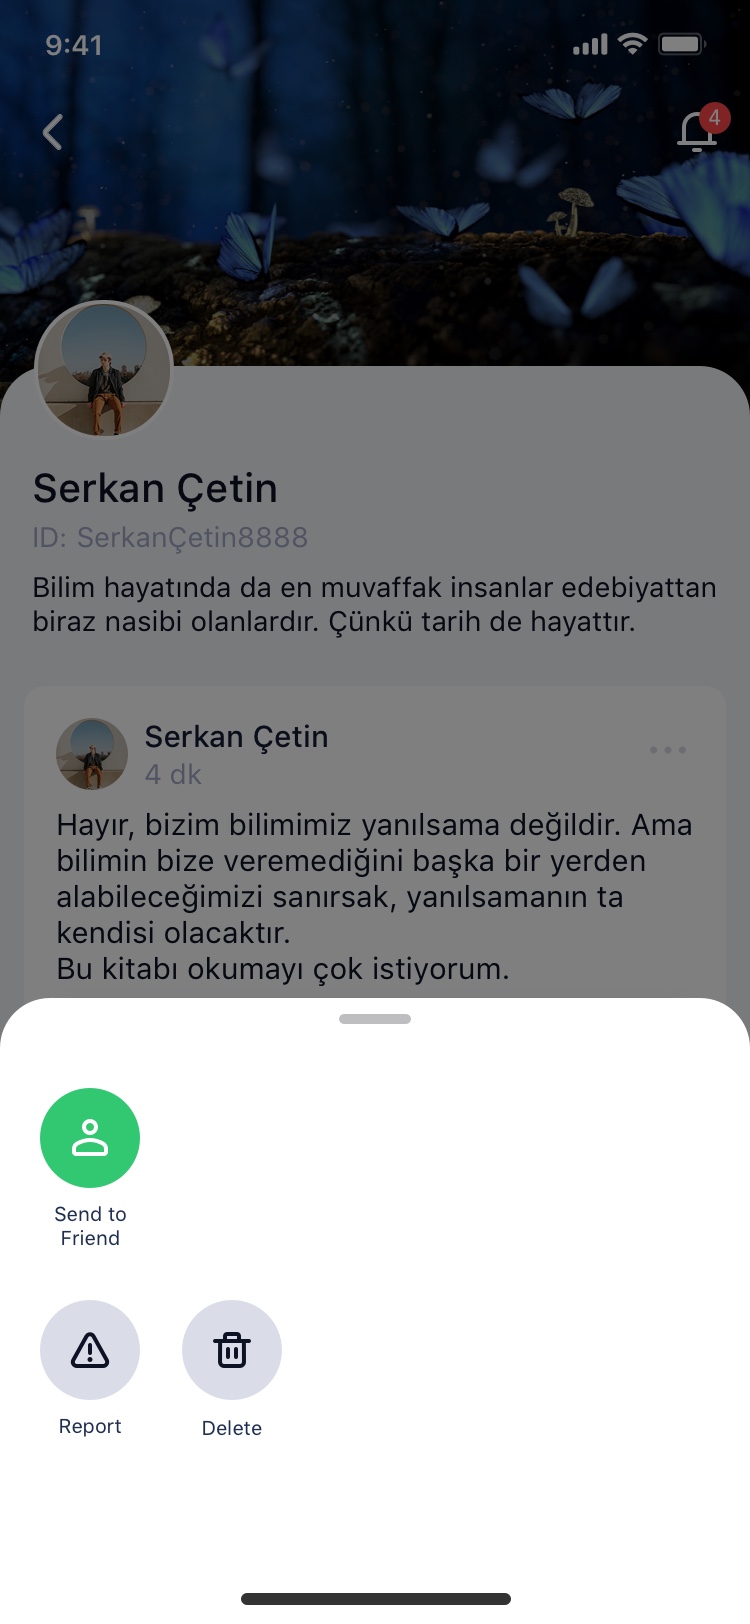 9:41
4
Serkan Çetin
ID: SerkanÇetin8888
Bilim hayatında da en muvaffak insanlar edebiyattan
biraz nasibi olanlardır. Çünkü tarih de hayattır.
Serkan Çetin
4 dk
Hayır, bizim bilimimiz yanılsama değildir. Ama
bilimin bize veremediğini başka bir yerden
alabileceğimizi sanırsak, yanılsamanın ta
kendisi olacaktır.
Bu kitabı okumayı çok istiyorum.
Send to
Friend
Report
Delete